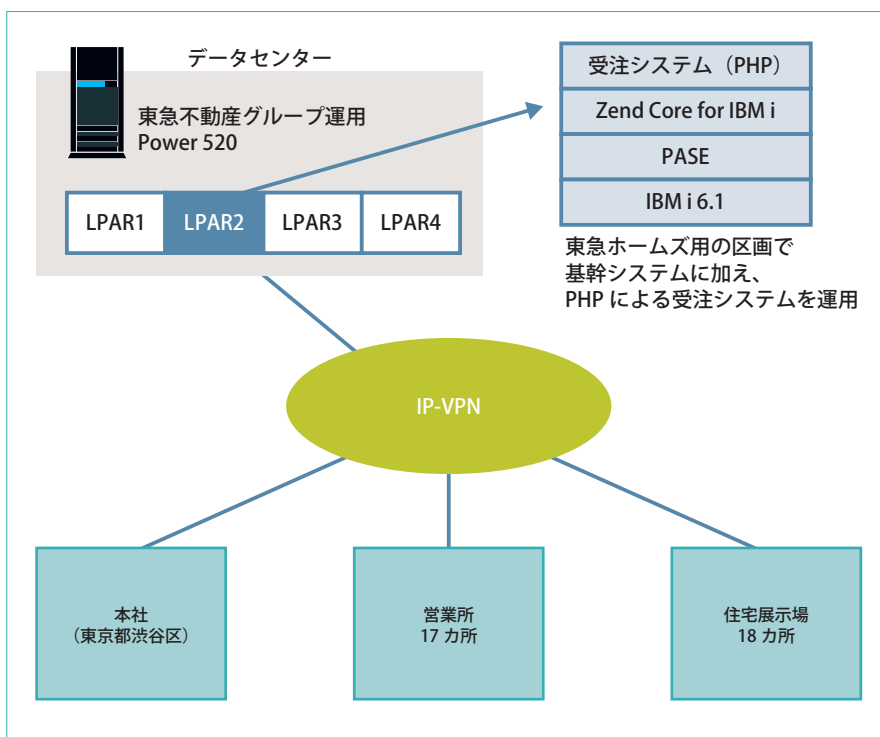 データセンター
東急不動産グループ運用
Power 520
LPAR1
LPAR2
LPAR3
LPAR4
受注システム（PHP）
Zend Core for IBM i
PASE
IBM i 6.1
東急ホームズ用の区画で
基幹システムに加え、
PHP による受注システムを運用
IP-VPN
本社
（東京都渋谷区）
営業所
17 カ所
住宅展示場
18 カ所